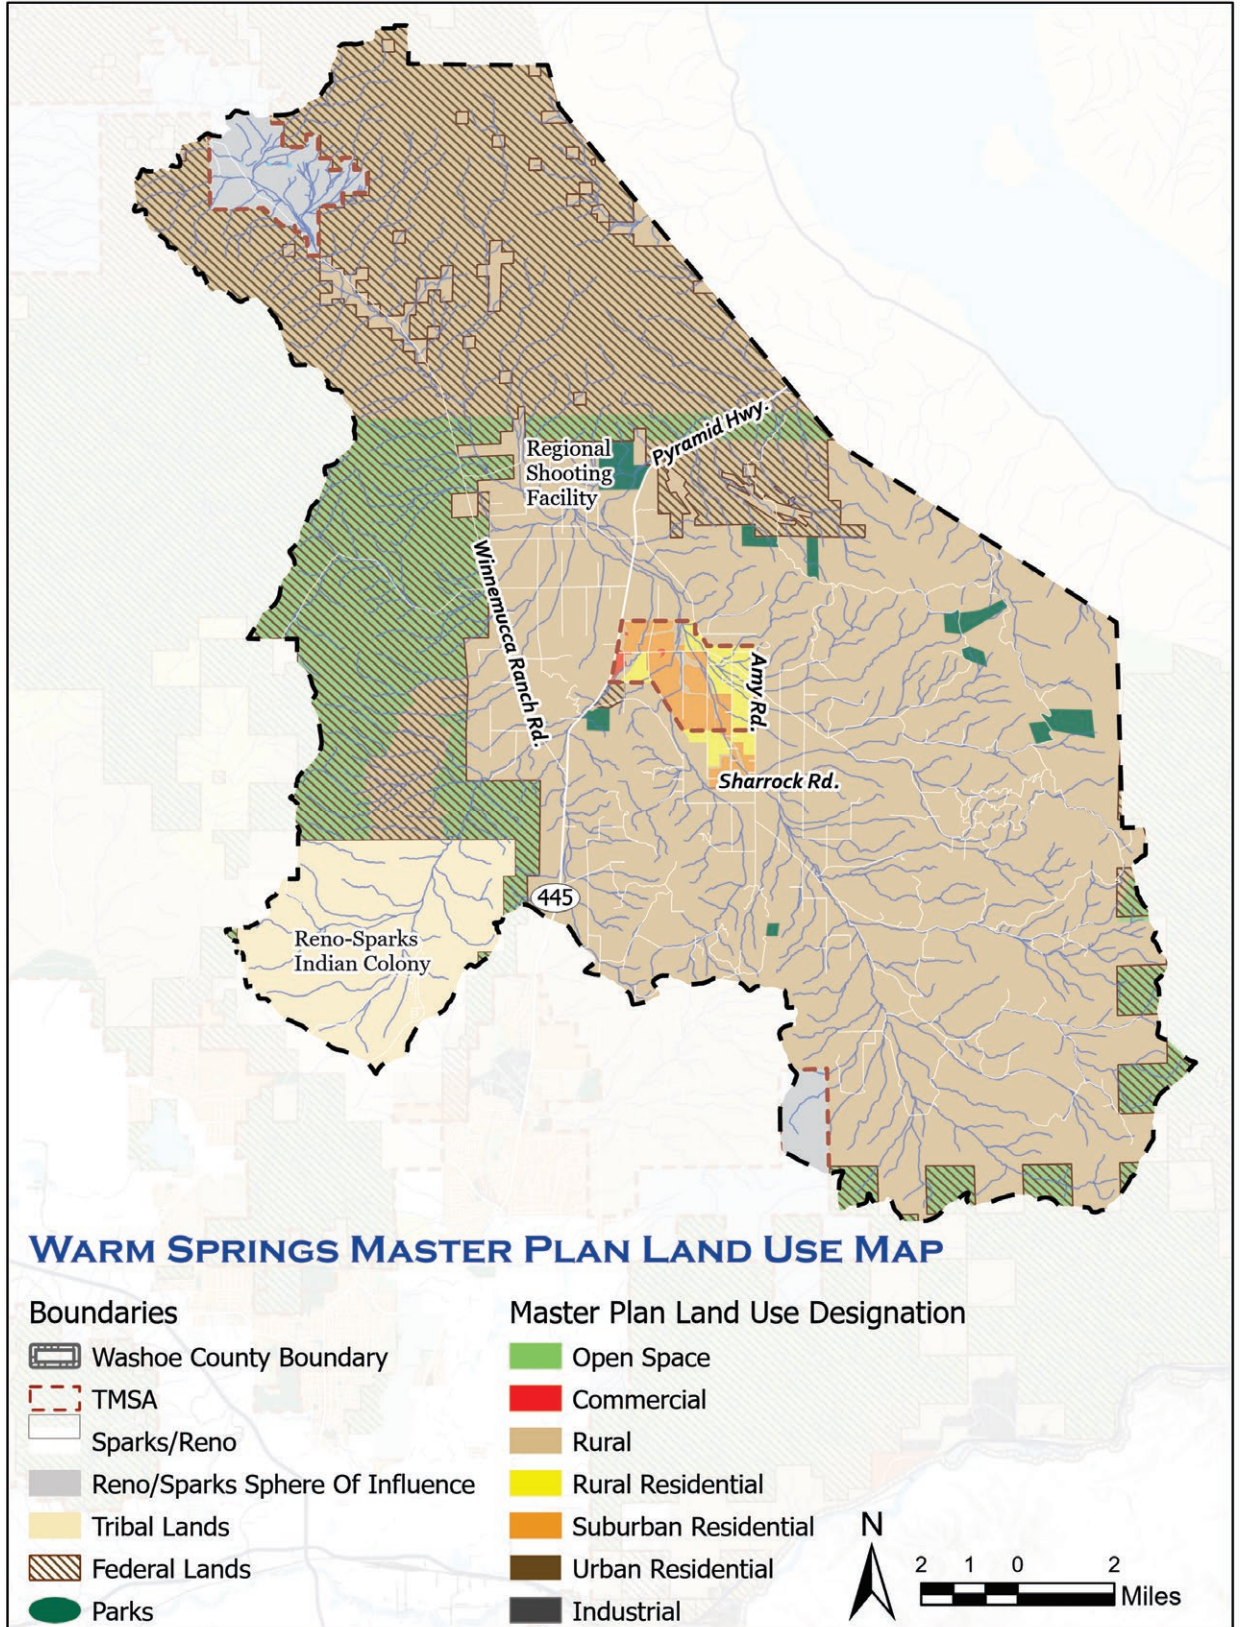 Pyramid Hwy.
Regional
Shooting
Facility
Winnemucca Ranch Rd.
Amy Rd.
Sharrock Rd.
445
Reno-Sparks
Indian Colony
WARM SPRINGS MASTER PLAN LAND USE MAP
Boundaries
Washoe County Boundary
TMSA
Sparks/Reno
Reno/Sparks Sphere Of Influence
Tribal Lands
Federal Lands
Parks
Master Plan Land Use Designation
Open Space
Commercial
Rural
Rural Residential
Suburban Residential
Urban Residential
Industrial
N
2 1 0 2
Miles